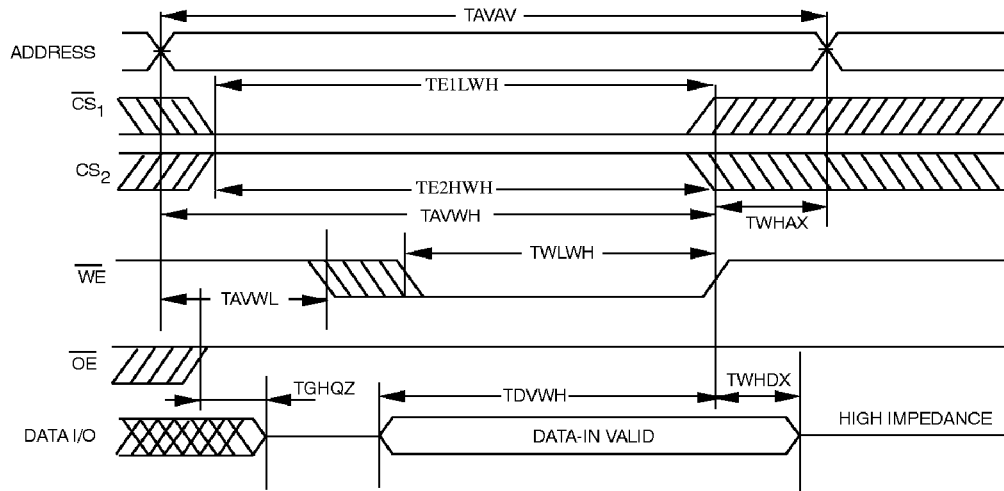 TAVAV
ADDRESS
TE1LWH
CS1
CS2
TE2HWH
TAVWH
TWHAX
TWLWH
WE
TAVWL
OE
TGHQZ
TDVWH
TWHDX
HIGH IMPEDANCE
DATA I/O
DATA-IN VALID